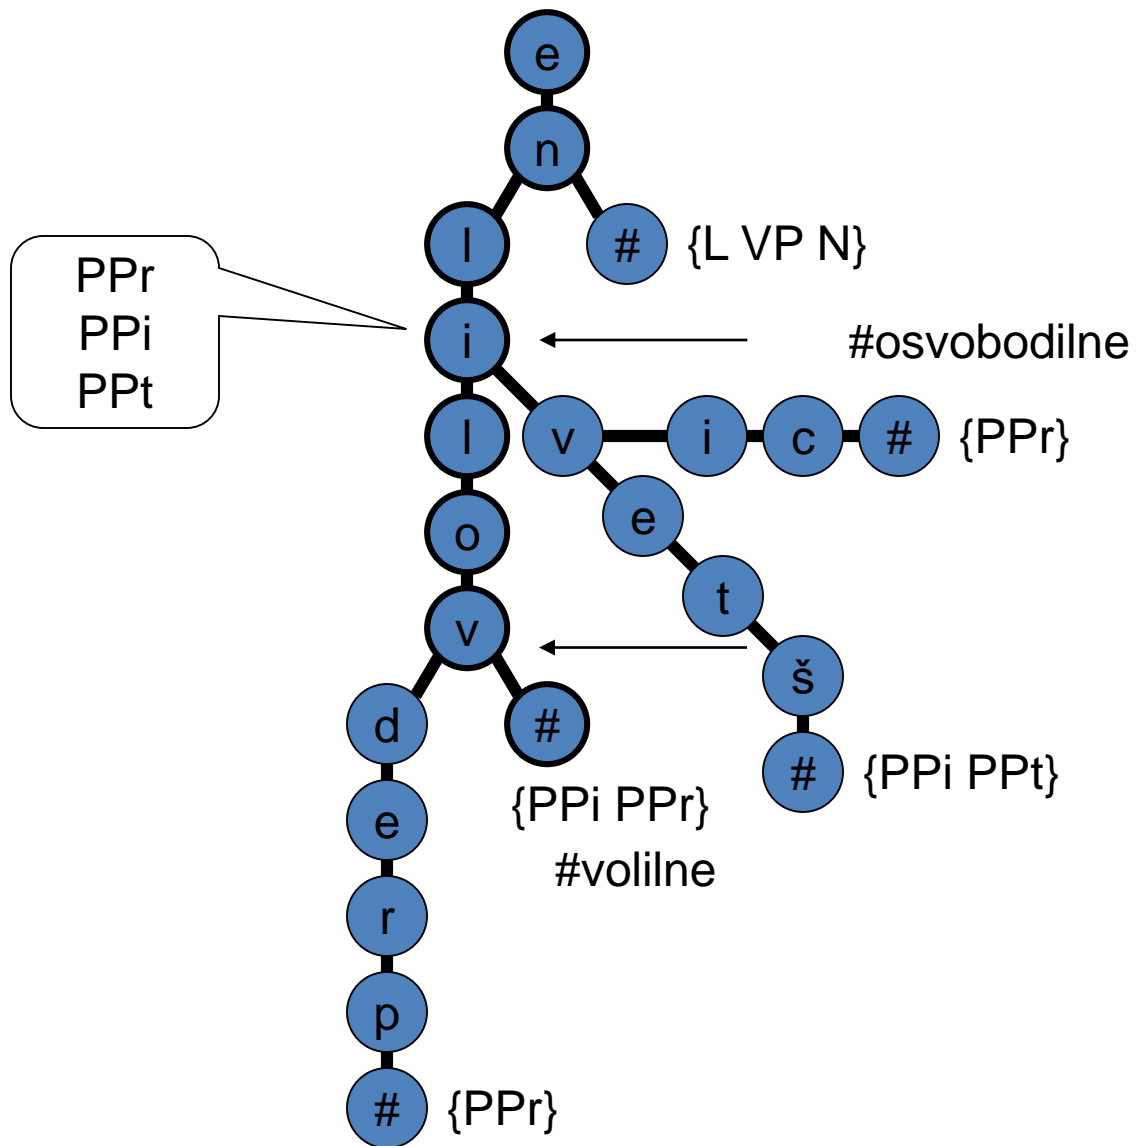 e
n
l
# {L VP N}
PPr
PPi
PPt
i
#osvobodilne
l
v
i
c
# {PPr}
o
e
t
v
š
d
#
# {PPi PPt}
{PPi PPr}
e
#volilne
r
p
# {PPr}